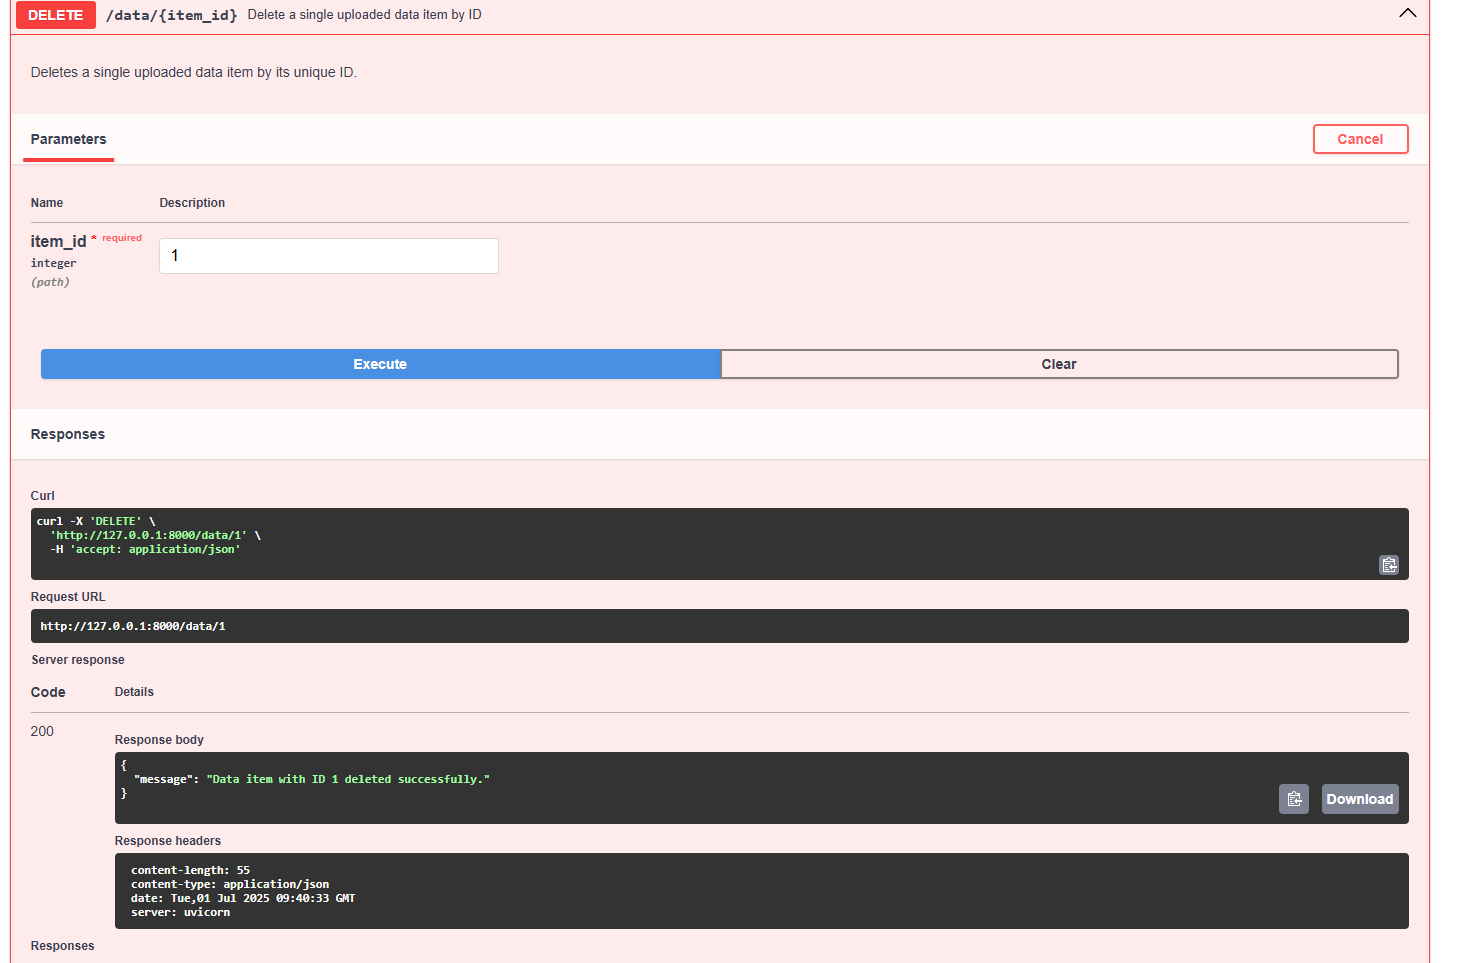 DELETE /data/{item_id} Delete a single uploaded data item by ID
Deletes a single uploaded data item by its unique ID.
Parameters
Cancel
Name Description
item_id * required
integer
(path)
1
Execute
Clear
Responses
Curl
curl -X 'DELETE' \
  'http://127.0.0.1:8000/data/1' \
  -H 'accept: application/json'
Request URL
http://127.0.0.1:8000/data/1
Server response
Code Details
200
Response body
{
  "message": "Data item with ID 1 deleted successfully."
}
Download
Response headers
content-length: 55
content-type: application/json
date: Tue,01 Jul 2025 09:40:33 GMT
server: uvicorn
Responses